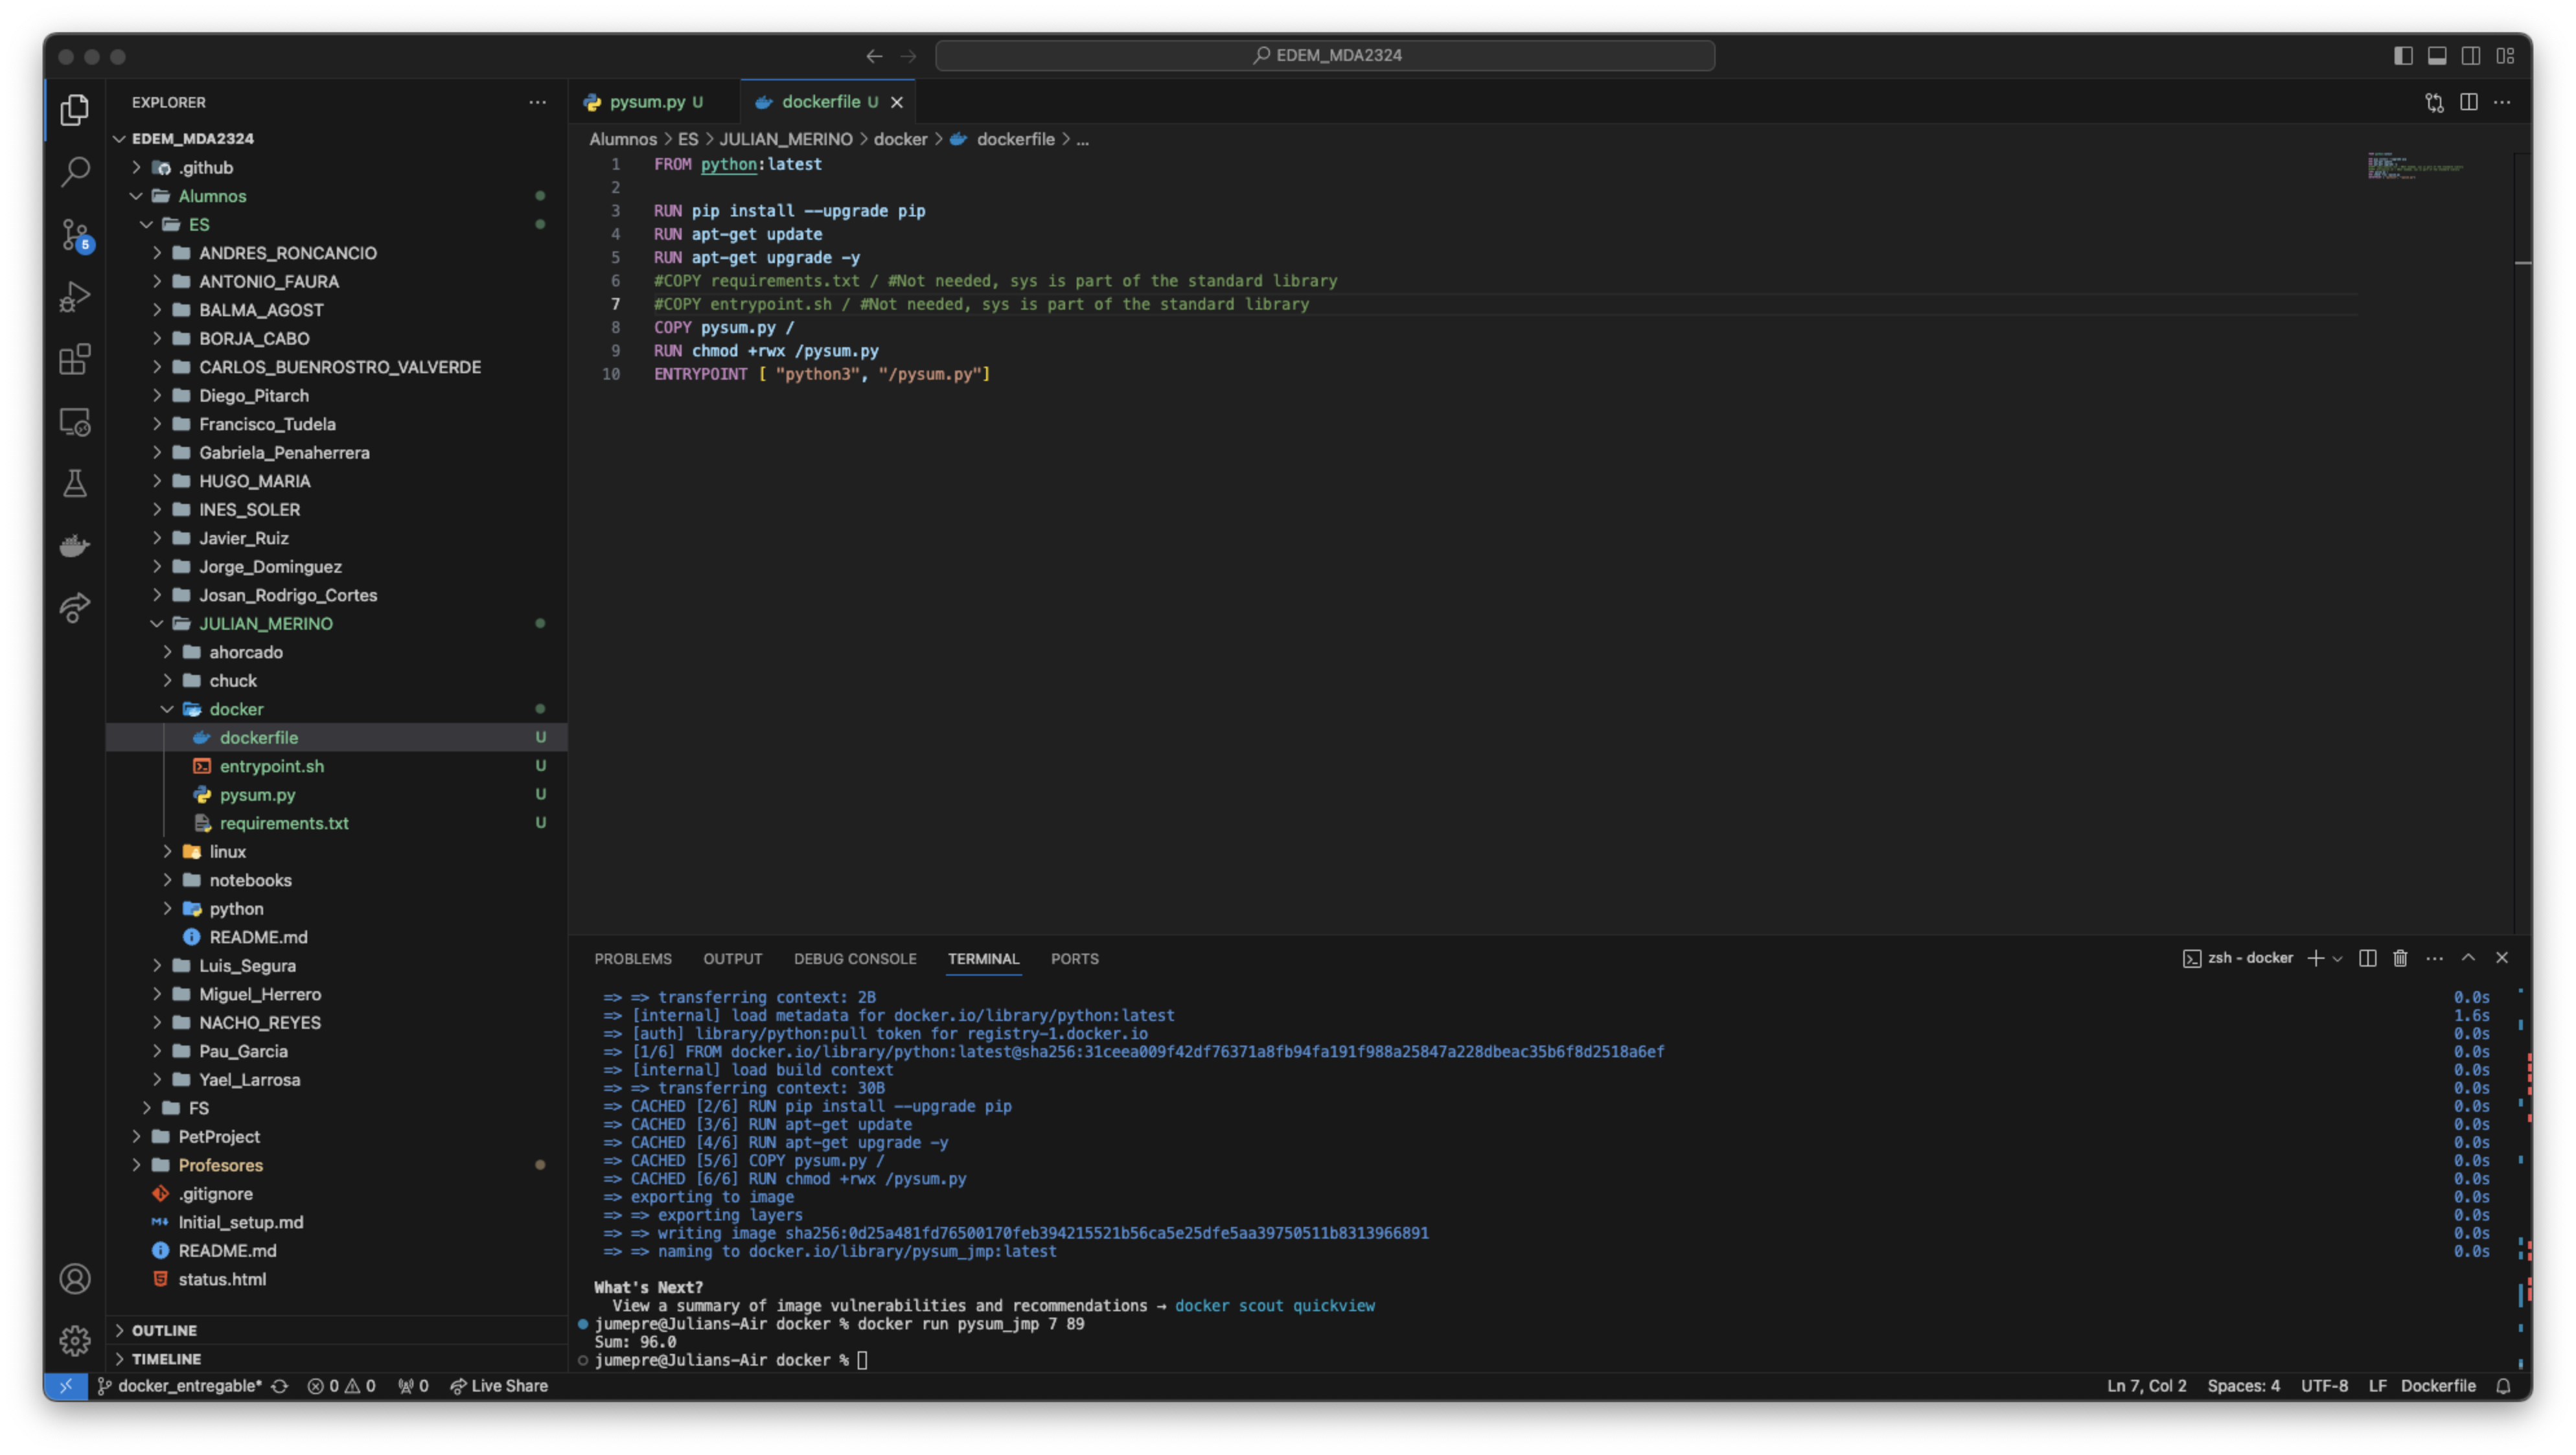 EDEM_MDA2324
EXPLORER
EDEM_MDA2324
.github
Alumnos
ES
ANDRES_RONCANCIO
ANTONIO_FAURA
BALMA_AGOST
BORJA_CABO
CARLOS_BUENROSTRO_VALVERDE
Diego_Pitarch
Francisco_Tudela
Gabriela_Penaherrera
HUGO_MARIA
INES_SOLER
Javier_Ruiz
Jorge_Dominguez
Josan_Rodrigo_Cortes
JULIAN_MERINO
ahorcado
chuck
docker
dockerfile U
entrypoint.sh U
pysum.py U
requirements.txt U
linux
notebooks
python
README.md
Luis_Segura
Miguel_Herrero
NACHO_REYES
Pau_Garcia
Yael_Larrosa
FS
PetProject
Profesores
.gitignore
Initial_setup.md
README.md
status.html
OUTLINE
TIMELINE
5
pysum.py U dockerfile U
Alumnos > ES > JULIAN_MERINO > docker > dockerfile > ...
1 FROM python:latest
2
3 RUN pip install --upgrade pip
4 RUN apt-get update
5 RUN apt-get upgrade -y
6 #COPY requirements.txt / #Not needed, sys is part of the standard library
7 #COPY entrypoint.sh / #Not needed, sys is part of the standard library
8 COPY pysum.py /
9 RUN chmod +rwx /pysum.py
10 ENTRYPOINT [ "python3", "/pysum.py"]
PROBLEMS OUTPUT DEBUG CONSOLE TERMINAL PORTS zsh - docker
=> => transferring context: 2B 0.0s
=> [internal] load metadata for docker.io/library/python:latest 1.6s
=> [auth] library/python:pull token for registry-1.docker.io 0.0s
=> [1/6] FROM docker.io/library/python:latest@sha256:31ceea009f42df76371a8fb94fa191f988a25847a228dbeac35b6f8d2518a6ef 0.0s
=> [internal] load build context 0.0s
=> => transferring context: 30B 0.0s
=> CACHED [2/6] RUN pip install --upgrade pip 0.0s
=> CACHED [3/6] RUN apt-get update 0.0s
=> CACHED [4/6] RUN apt-get upgrade -y 0.0s
=> CACHED [5/6] COPY pysum.py / 0.0s
=> CACHED [6/6] RUN chmod +rwx /pysum.py 0.0s
=> exporting to image 0.0s
=> => exporting layers 0.0s
=> => writing image sha256:0d25a481fd76500170feb394215521b56ca5e25dfe5aa39750511b8313966891 0.0s
=> => naming to docker.io/library/pysum_jmp:latest 0.0s
What's Next?
View a summary of image vulnerabilities and recommendations → docker scout quickview
jumepre@Julians-Air docker % docker run pysum_jmp 7 89
Sum: 96.0
jumepre@Julians-Air docker %
docker_entregable* 0 0 0 Live Share Ln 7, Col 2 Spaces: 4 UTF-8 LF Dockerfile